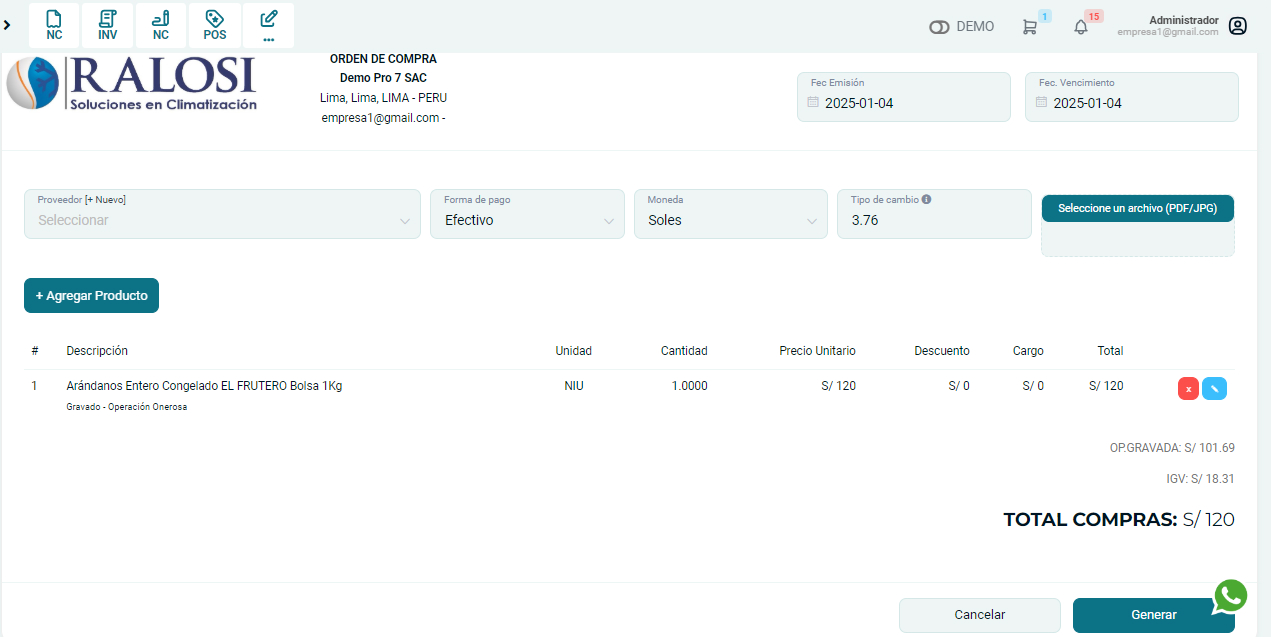 NC
INV
NC
POS
...
DEMO
1
15
Administrador
empresa1@gmail.com
RALOSI
Soluciones en Climatización
ORDEN DE COMPRA
Demo Pro 7 SAC
Lima, Lima, LIMA - PERU
empresa1@gmail.com -
Fec Emisión
2025-01-04
Fec. Vencimiento
2025-01-04
Proveedor [+ Nuevo]
Seleccionar
Forma de pago
Efectivo
Moneda
Soles
Tipo de cambio
3.76
Seleccione un archivo (PDF/JPG)
+ Agregar Producto
# Descripción Unidad Cantidad Precio Unitario Descuento Cargo Total
1 Arándanos Entero Congelado EL FRUTERO Bolsa 1Kg NIU 1.0000 S/ 120 S/ 0 S/ 0 S/ 120 x
Gravado - Operación Onerosa
OP.GRAVADA: S/ 101.69
IGV: S/ 18.31
TOTAL COMPRAS: S/ 120
Cancelar
Generar